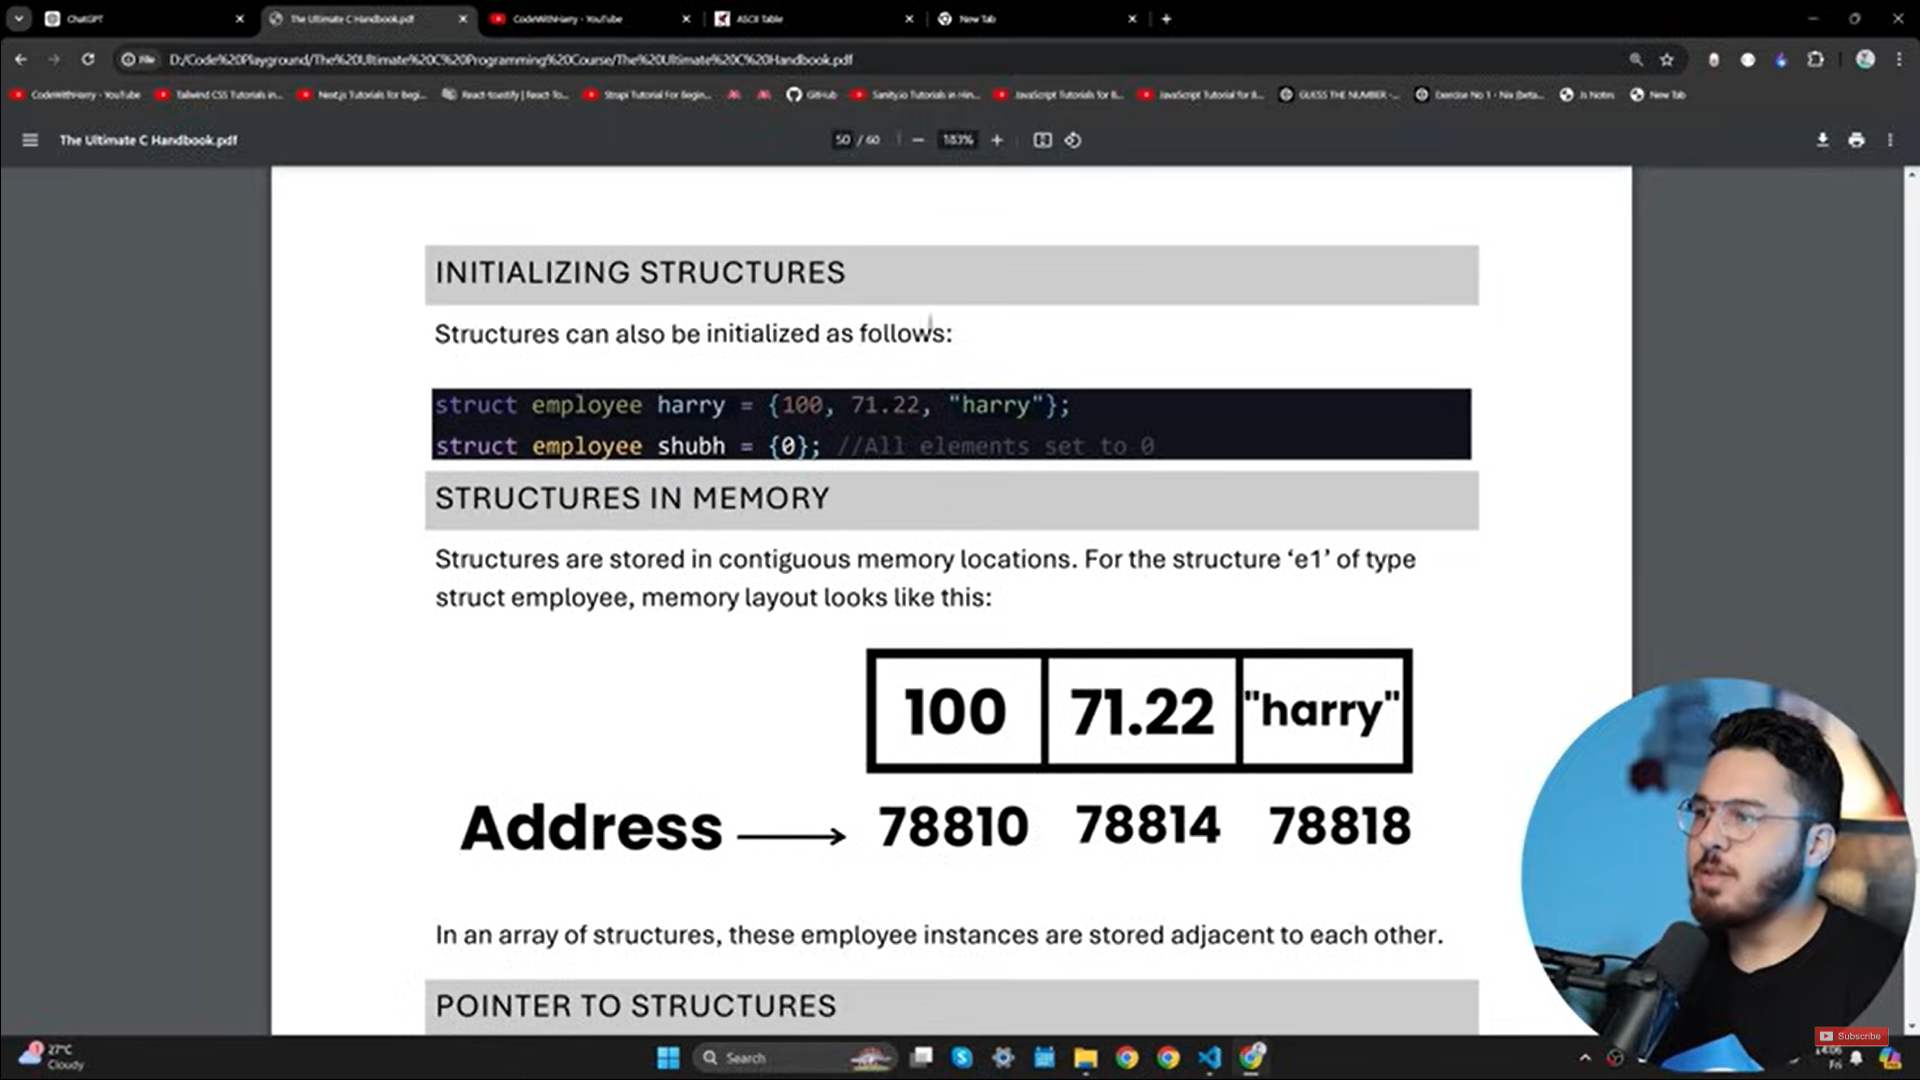 ChatGPT
The Ultimate C Handbook.pdf
CodeWithHarry - YouTube
ASCII Table
New Tab
File
D:/Code%20Playground/The%20Ultimate%20C%20Programming%20Course/The%20Ultimate%20C%20Handbook.pdf
CodeWithHarry - YouTube
Tailwind CSS Tutorials in...
Next.js Tutorials for Begi...
React-toastify | React To...
Strapi Tutorial For Begin...
GitHub
Sanity.io Tutorials in Hin...
JavaScript Tutorials for B...
JavaScript Tutorial for B...
GUESS THE NUMBER -...
Exercise No 1 - Nia (beta...
Js Notes
New Tab
The Ultimate C Handbook.pdf
50 / 60
183%
INITIALIZING STRUCTURES
Structures can also be initialized as follows:
struct employee harry = {100, 71.22, "harry"};
struct employee shubh = {0}; //All elements set to 0
STRUCTURES IN MEMORY
Structures are stored in contiguous memory locations. For the structure ‘e1’ of type
struct employee, memory layout looks like this:
100 71.22 "harry"
Address 78810 78814 78818
In an array of structures, these employee instances are stored adjacent to each other.
POINTER TO STRUCTURES
Subscribe
27°C
Cloudy
Search
Fri